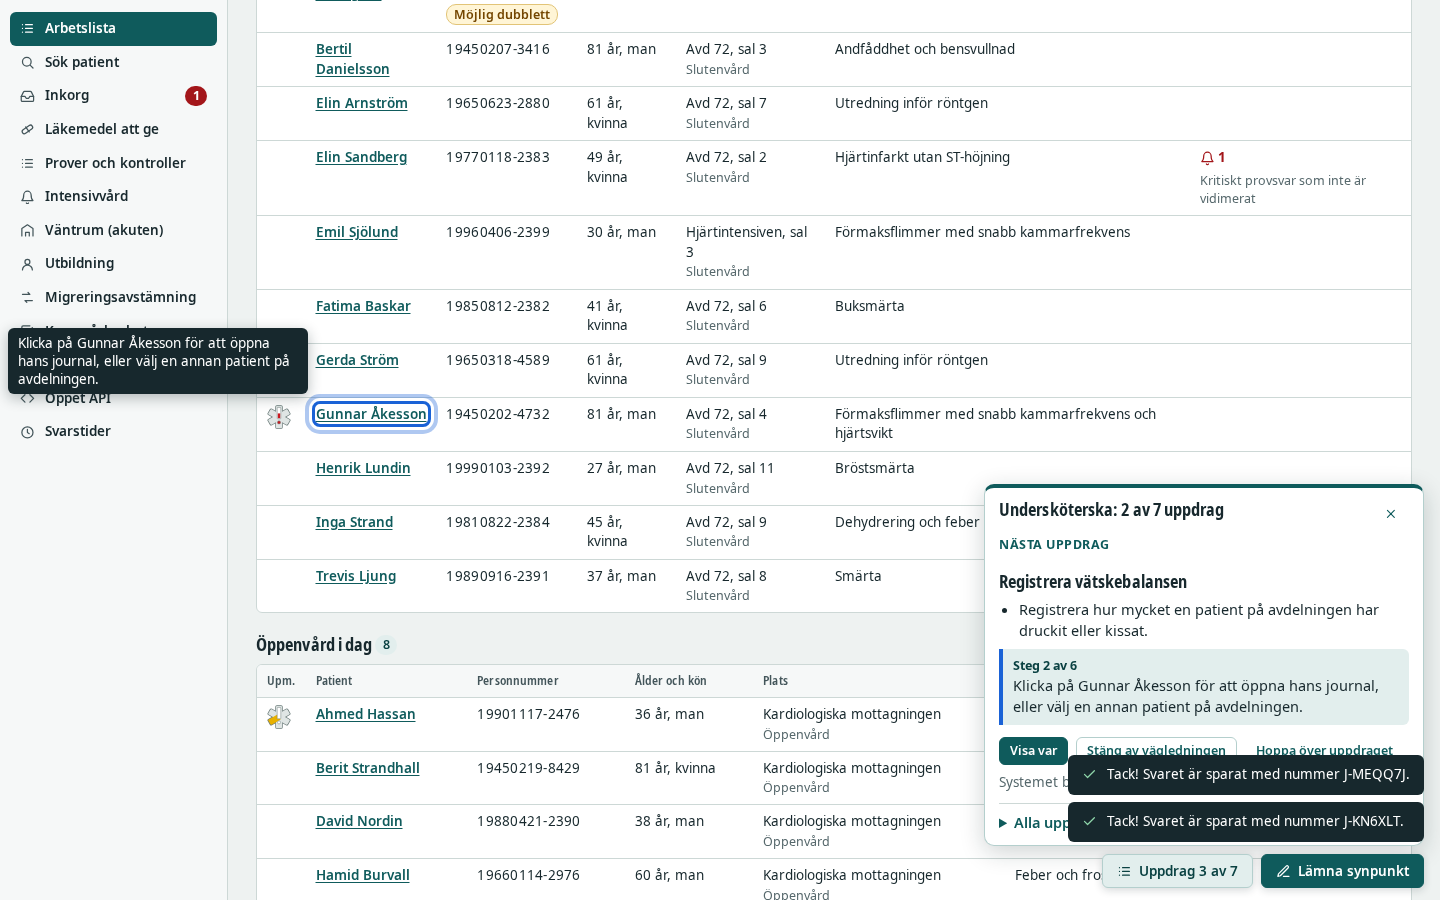 Arbetslista
Sök patient
Inkorg
1
Läkemedel att ge
Prover och kontroller
Intensivvård
Väntrum (akuten)
Utbildning
Migreringsavstämning
Klicka på Gunnar Åkesson för att öppna
hans journal, eller välj en annan patient på
avdelningen.
Öppet API
Svarstider
Möjlig dubblett
Bertil
Danielsson
19450207-3416
81 år, man
Avd 72, sal 3
Slutenvård
Andfåddhet och bensvullnad
Elin Arnström
19650623-2880
61 år,
kvinna
Avd 72, sal 7
Slutenvård
Utredning inför röntgen
Elin Sandberg
19770118-2383
49 år,
kvinna
Avd 72, sal 2
Slutenvård
Hjärtinfarkt utan ST-höjning
1
Kritiskt provsvar som inte är
vidimerat
Emil Sjölund
19960406-2399
30 år, man
Hjärtintensiven, sal
3
Slutenvård
Förmaksflimmer med snabb kammarfrekvens
Fatima Baskar
19850812-2382
41 år,
kvinna
Avd 72, sal 6
Slutenvård
Buksmärta
Gerda Ström
19650318-4589
61 år,
kvinna
Avd 72, sal 9
Slutenvård
Utredning inför röntgen
Gunnar Åkesson
19450202-4732
81 år, man
Avd 72, sal 4
Slutenvård
Förmaksflimmer med snabb kammarfrekvens och
hjärtsvikt
Henrik Lundin
19990103-2392
27 år, man
Avd 72, sal 11
Slutenvård
Bröstsmärta
Inga Strand
19810822-2384
45 år,
kvinna
Avd 72, sal 9
Slutenvård
Dehydrering och feber
Trevis Ljung
19890916-2391
37 år, man
Avd 72, sal 8
Slutenvård
Smärta
Öppenvård i dag 8
Upm.
Patient
Personnummer
Ålder och kön
Plats
Ahmed Hassan
19901117-2476
36 år, man
Kardiologiska mottagningen
Öppenvård
Berit Strandhall
19450219-8429
81 år, kvinna
Kardiologiska mottagningen
Öppenvård
David Nordin
19880421-2390
38 år, man
Kardiologiska mottagningen
Öppenvård
Hamid Burvall
19660114-2976
60 år, man
Kardiologiska mottagningen
Öppenvård
Feber och
Undersköterska: 2 av 7 uppdrag
NÄSTA UPPDRAG
Registrera vätskebalansen
Registrera hur mycket en patient på avdelningen har
druckit eller kissat.
Steg 2 av 6
Klicka på Gunnar Åkesson för att öppna hans journal,
eller välj en annan patient på avdelningen.
Visa var
Stäng av vägledningen
Hoppa över uppdraget
Systemet
Tack! Svaret är sparat med nummer J-MEQQ7J.
Alla
Tack! Svaret är sparat med nummer J-KN6XLT.
Uppdrag 3 av 7
Lämna synpunkt